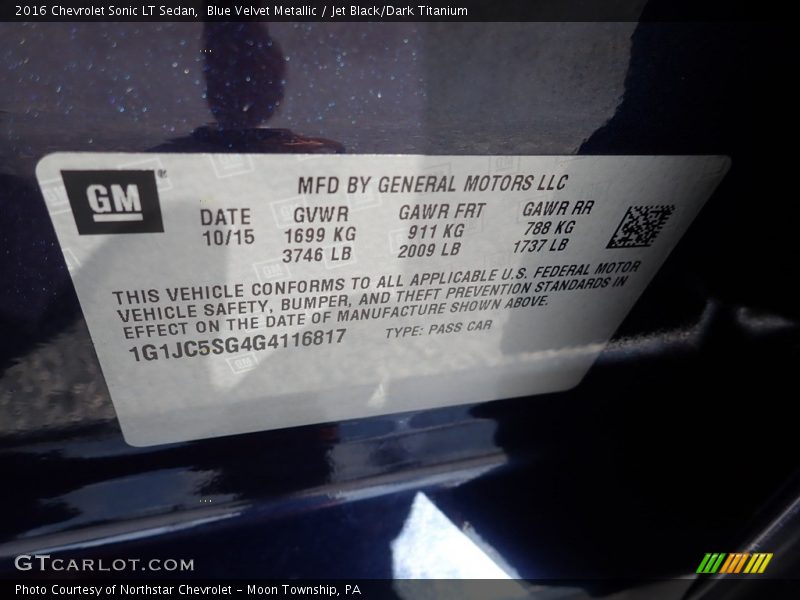 2016 Chevrolet Sonic LT Sedan, Blue Velvet Metallic / Jet Black/Dark Titanium
GM®
MFD BY GENERAL MOTORS LLC
DATE GVWR GAWR FRT GAWR RR
10/15 1699 KG 911 KG 788 KG
3746 LB 2009 LB 1737 LB
THIS VEHICLE CONFORMS TO ALL APPLICABLE U.S. FEDERAL MOTOR
VEHICLE SAFETY, BUMPER, AND THEFT PREVENTION STANDARDS IN
EFFECT ON THE DATE OF MANUFACTURE SHOWN ABOVE.
1G1JC5SG4G4116817 TYPE: PASS CAR
GTCARLOT.COM
Photo Courtesy of Northstar Chevrolet - Moon Township, PA